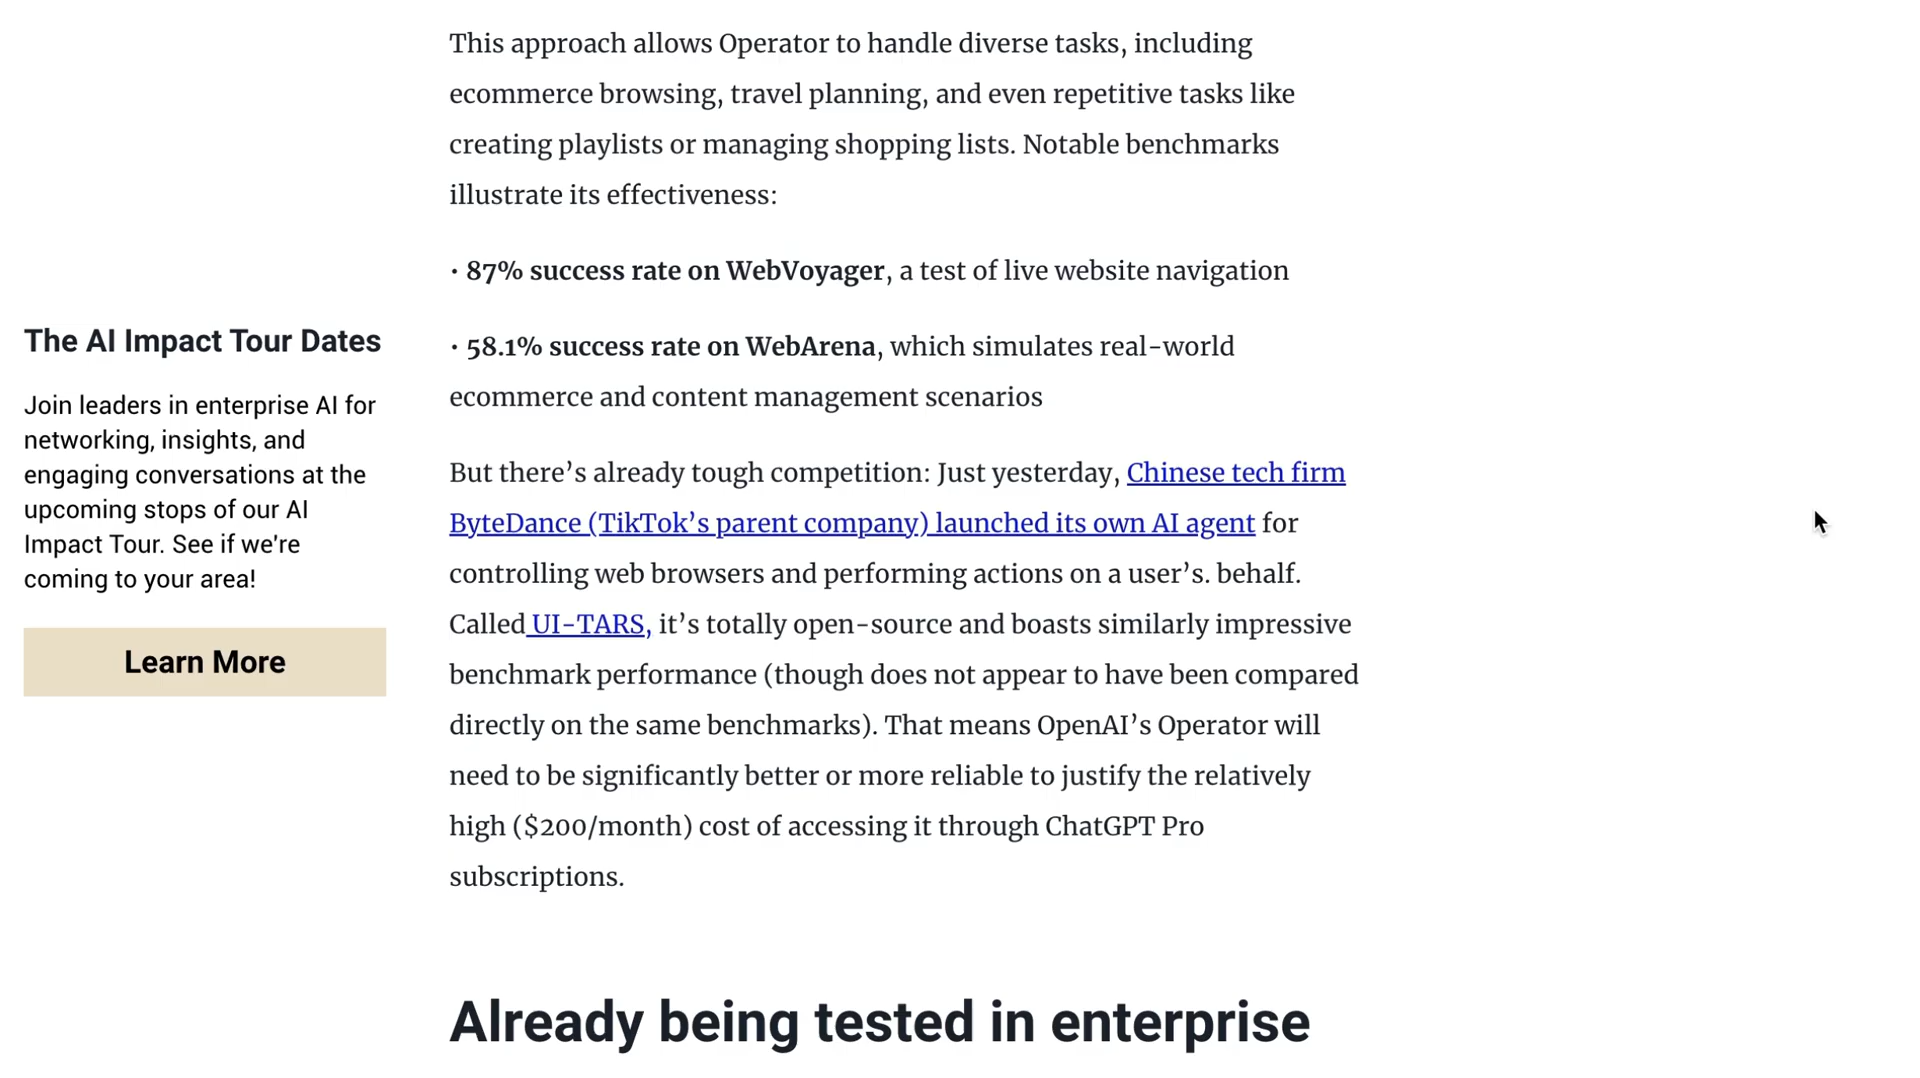 This approach allows Operator to handle diverse tasks, including
ecommerce browsing, travel planning, and even repetitive tasks like
creating playlists or managing shopping lists. Notable benchmarks
illustrate its effectiveness:
• 87% success rate on WebVoyager, a test of live website navigation
• 58.1% success rate on WebArena, which simulates real-world
ecommerce and content management scenarios
But there’s already tough competition: Just yesterday, Chinese tech firm
ByteDance (TikTok’s parent company) launched its own AI agent for
controlling web browsers and performing actions on a user’s. behalf.
Called UI-TARS, it’s totally open-source and boasts similarly impressive
benchmark performance (though does not appear to have been compared
directly on the same benchmarks). That means OpenAI’s Operator will
need to be significantly better or more reliable to justify the relatively
high ($200/month) cost of accessing it through ChatGPT Pro
subscriptions.
Already being tested in enterprise
The AI Impact Tour Dates
Join leaders in enterprise AI for
networking, insights, and
engaging conversations at the
upcoming stops of our AI
Impact Tour. See if we're
coming to your area!
Learn More